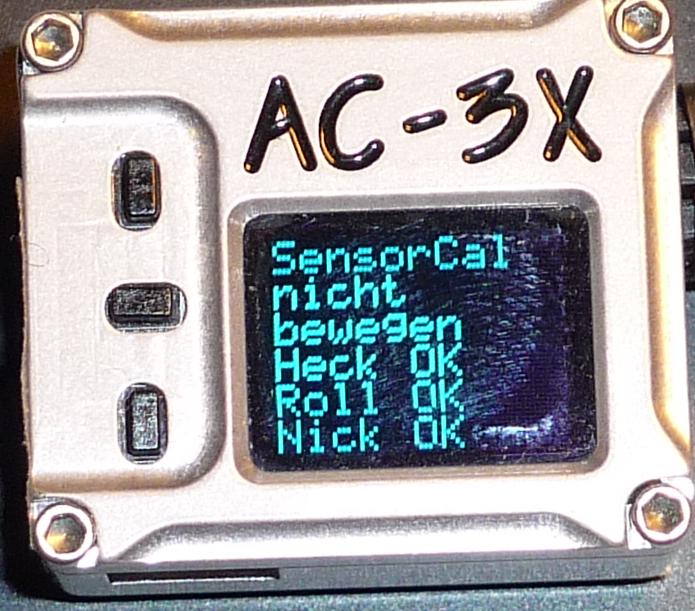 AC-3X
SensorCal
nicht
bewegen
Heck OK
Roll OK
Nick OK